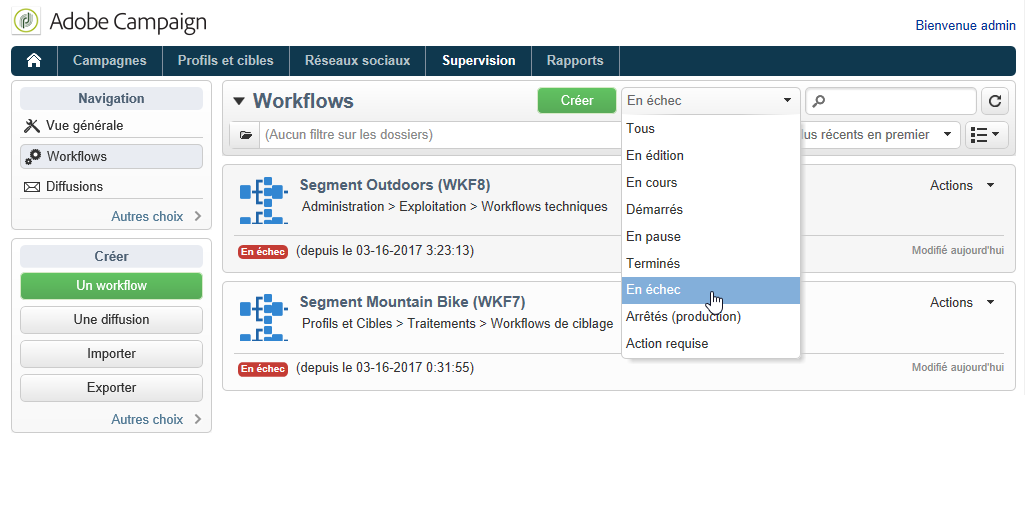 Adobe Campaign
Bienvenue admin
Campagnes
Profils et cibles
Réseaux sociaux
Supervision
Rapports
Navigation
Vue générale
Workflows
Diffusions
Autres choix
Créer
Un workflow
Une diffusion
Importer
Exporter
Autres choix
Workflows
Créer
En échec
(Aucun filtre sur les dossiers)
lus récents en premier
Tous
En édition
En cours
Démarrés
En pause
Terminés
En échec
Arrêtés (production)
Action requise
Segment Outdoors (WKF8)
Actions
Administration > Exploitation > Workflows techniques
En échec (depuis le 03-16-2017 3:23:13)
Modifié aujourd'hui
Segment Mountain Bike (WKF7)
Actions
Profils et Cibles > Traitements > Workflows de ciblage
En échec (depuis le 03-16-2017 0:31:55)
Modifié aujourd'hui